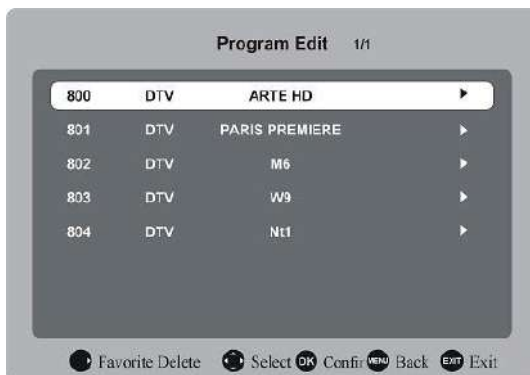 Program Edit 1/1
800 DTV ARTE HD
801 DTV PARIS PREMIERE
802 DTV M6
803 DTV W9
804 DTV Nt1
Favorite Delete Select OK Confir MENU Back EXIT Exit